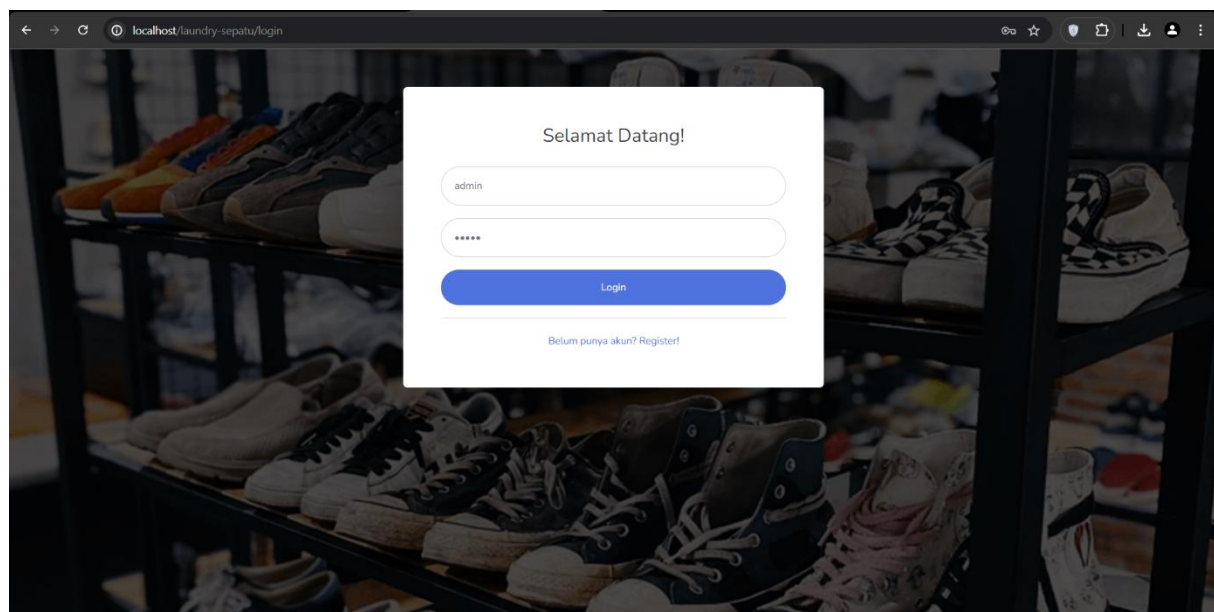 localhost/laundry-sepatu/login
Selamat Datang!
admin
•••••
Login
Belum punya akun? Register!